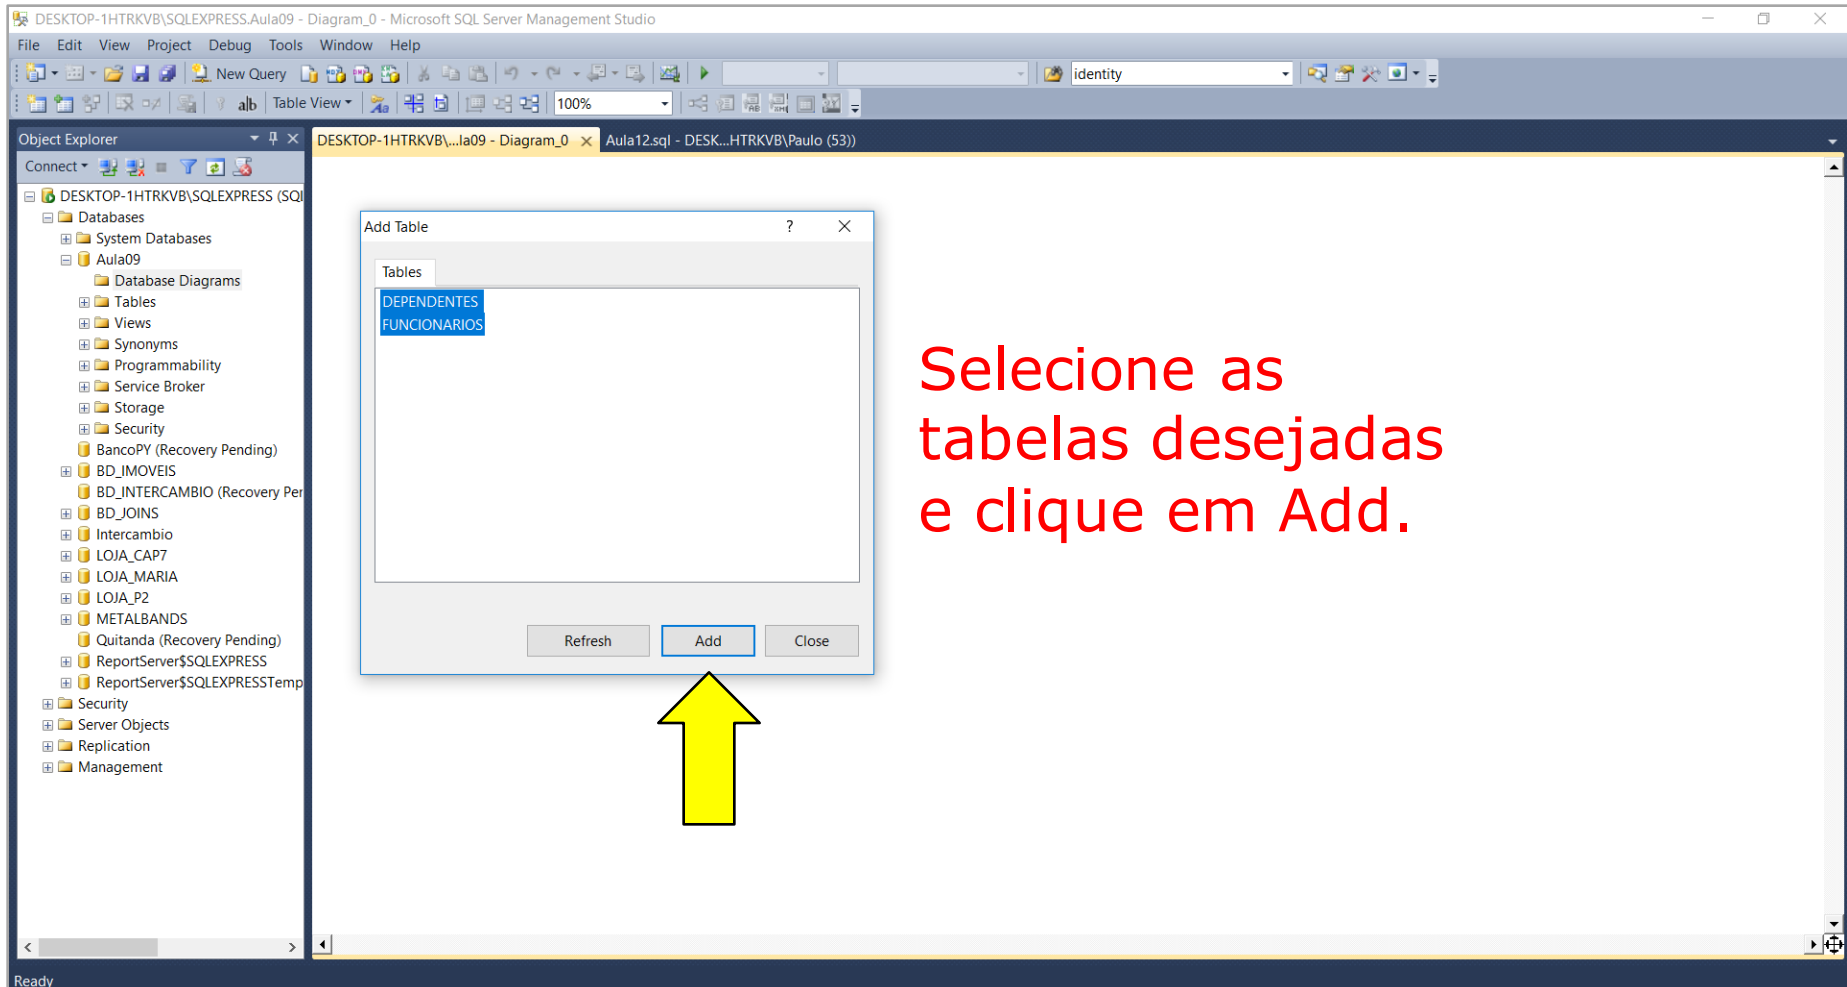 DESKTOP-1HTRKVB\SQLEXPRESS.Aula09 - Diagram_0 - Microsoft SQL Server Management Studio
File Edit View Project Debug Tools Window Help
New Query identity
alb Table View 100%
Object Explorer
DESKTOP-1HTRKVB\...la09 - Diagram_0 Aula12.sql - DESK...HTRKVB\Paulo (53))
Connect
DESKTOP-1HTRKVB\SQLEXPRESS (SQl
Databases
System Databases
Aula09
Database Diagrams
Tables
Views
Synonyms
Programmability
Service Broker
Storage
Security
BancoPY (Recovery Pending)
BD_IMOVEIS
BD_INTERCAMBIO (Recovery Per
BD_JOINS
Intercambio
LOJA_CAP7
LOJA_MARIA
LOJA_P2
METALBANDS
Quitanda (Recovery Pending)
ReportServer$SQLEXPRESS
ReportServer$SQLEXPRESSTemp
Security
Server Objects
Replication
Management
Add Table
Tables
DEPENDENTES
FUNCIONARIOS
Refresh Add Close
Selecione as
tabelas desejadas
e clique em Add.
Ready